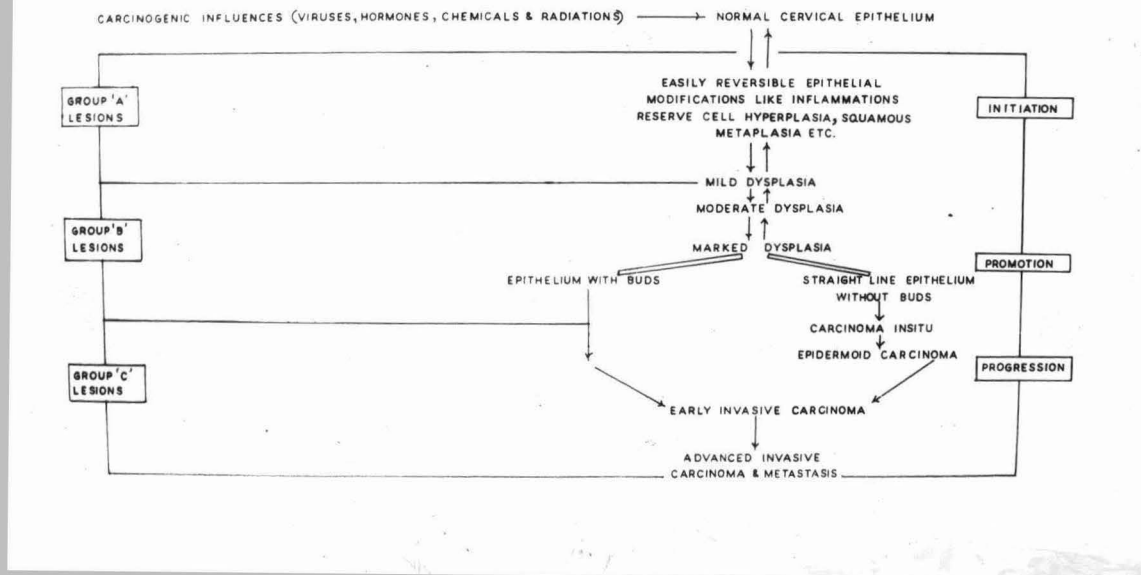 CARCINOGENIC INFLUENCES (VIRUSES, HORMONES, CHEMICALS & RADIATIONS) NORMAL CERVICAL EPITHELIUM
EASILY REVERSIBLE EPITHELIAL
MODIFICATIONS LIKE INFLAMMATIONS
RESERVE CELL HYPERPLASIA, SQUAMOUS
METAPLASIA ETC.
GROUP 'A'
LESIONS
INITIATION
MILD DYSPLASIA
MODERATE DYSPLASIA
GROUP 'B'
LESIONS
MARKED DYSPLASIA
PROMOTION
EPITHELIUM WITH BUDS
STRAIGHT LINE EPITHELIUM
WITHOUT BUDS
CARCINOMA INSITU
EPIDERMOID CARCINOMA
GROUP 'C'
LESIONS
PROGRESSION
EARLY INVASIVE CARCINOMA
ADVANCED INVASIVE
CARCINOMA & METASTASIS